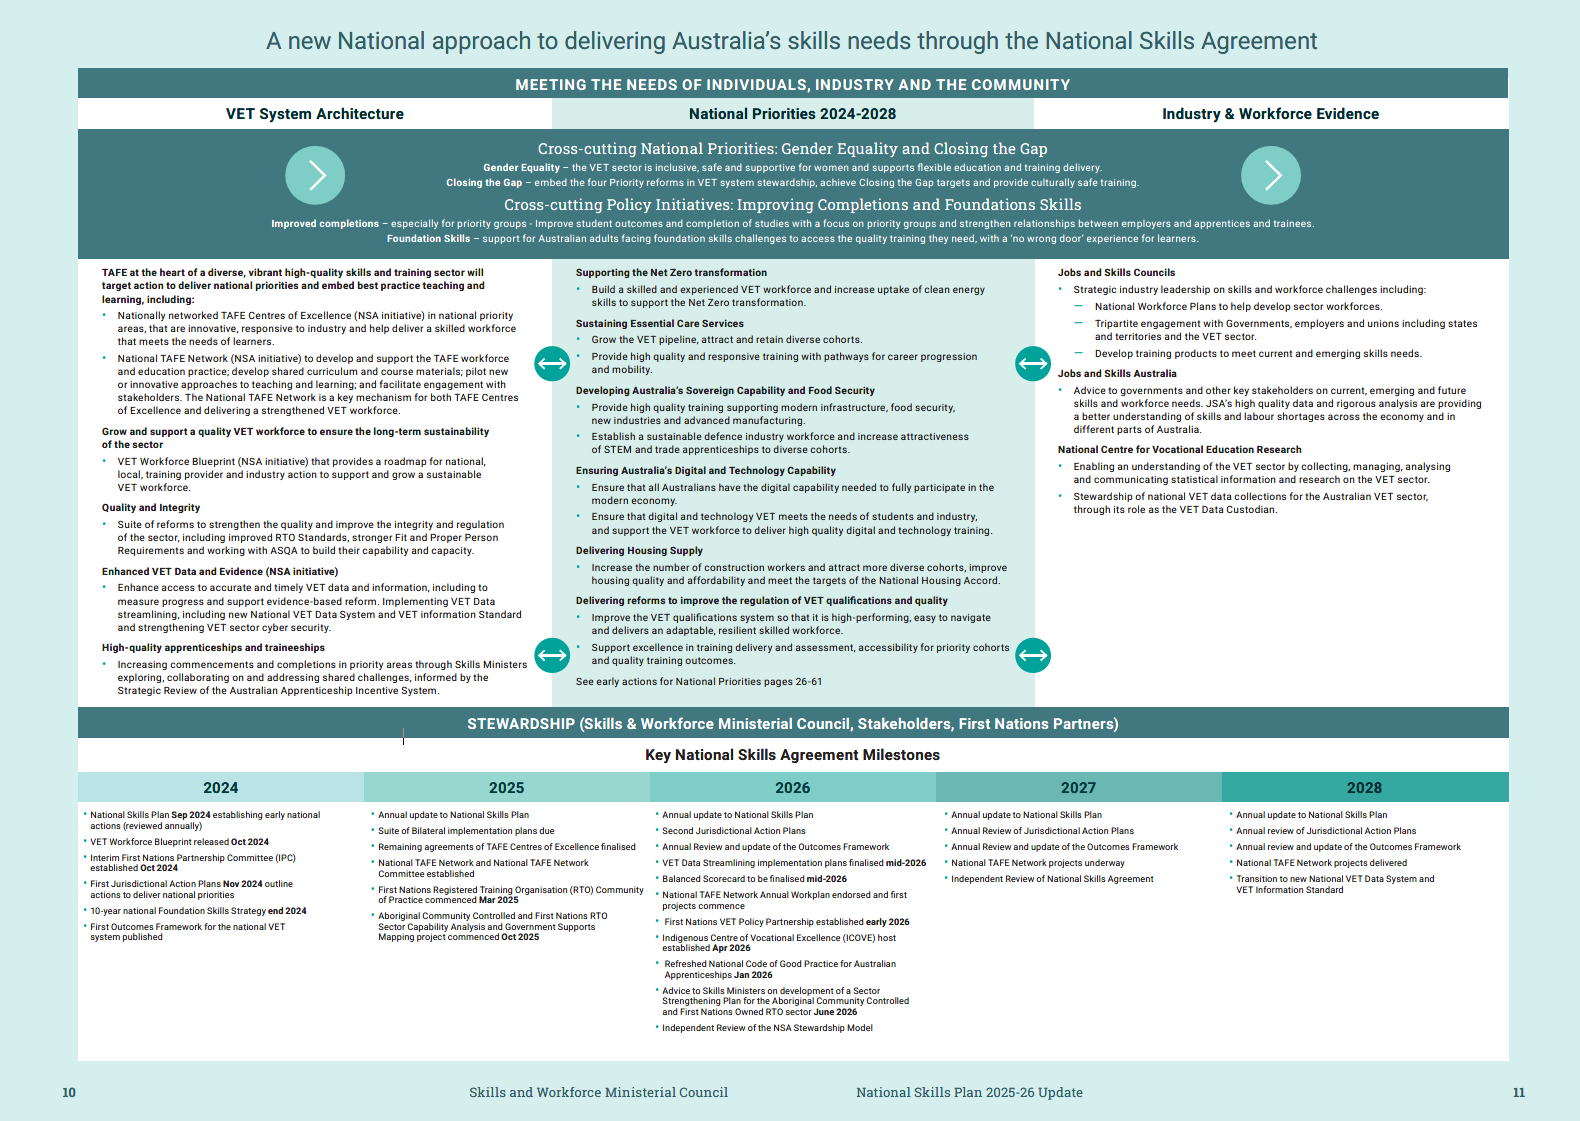 A new National approach to delivering Australia's skills needs through the National Skills Agreement
MEETING THE NEEDS OF INDIVIDUALS, INDUSTRY AND THE COMMUNITY
VET System Architecture
National Priorities 2024-2028
Industry & Workforce Evidence
Cross-cutting National Priorities: Gender Equality and Closing the Gap
Gender Equality – the VET sector is inclusive, safe and supportive for women and supports flexible education and training delivery.
Closing the Gap – embed the four Priority reforms in VET system stewardship, achieve Closing the Gap targets and provide culturally safe training.
Cross-cutting Policy Initiatives: Improving Completions and Foundations Skills
Improved completions – especially for priority groups - Improve student outcomes and completion of studies with a focus on priority groups and strengthen relationships between employers and apprentices and trainees.
Foundation Skills – support for Australian adults facing foundation skills challenges to access the quality training they need, with a 'no wrong door' experience for learners.
TAFE at the heart of a diverse, vibrant high-quality skills and training sector will
target action to deliver national priorities and embed best practice teaching and
learning, including:
• Nationally networked TAFE Centres of Excellence (NSA initiative) in national priority
areas, that are innovative, responsive to industry and help deliver a skilled workforce
that meets the needs of learners.
• National TAFE Network (NSA initiative) to develop and support the TAFE workforce
and education practice; develop shared curriculum and course materials; pilot new
or innovative approaches to teaching and learning; and facilitate engagement with
stakeholders. The National TAFE Network is a key mechanism for both TAFE Centres
of Excellence and delivering a strengthened VET workforce.
Grow and support a quality VET workforce to ensure the long-term sustainability
of the sector
• VET Workforce Blueprint (NSA initiative) that provides a roadmap for national,
local, training provider and industry action to support and grow a sustainable
VET workforce.
Quality and Integrity
• Suite of reforms to strengthen the quality and improve the integrity and regulation
of the sector, including improved RTO Standards, stronger Fit and Proper Person
Requirements and working with ASQA to build their capability and capacity.
Enhanced VET Data and Evidence (NSA initiative)
• Enhance access to accurate and timely VET data and information, including to
measure progress and support evidence-based reform. Implementing VET Data
streamlining, including new National VET Data System and VET information Standard
and strengthening VET sector cyber security.
High-quality apprenticeships and traineeships
• Increasing commencements and completions in priority areas through Skills Ministers
exploring, collaborating on and addressing shared challenges, informed by the
Strategic Review of the Australian Apprenticeship Incentive System.
Supporting the Net Zero transformation
• Build a skilled and experienced VET workforce and increase uptake of clean energy
skills to support the Net Zero transformation.
Sustaining Essential Care Services
• Grow the VET pipeline, attract and retain diverse cohorts.
• Provide high quality and responsive training with pathways for career progression
and mobility.
Developing Australia's Sovereign Capability and Food Security
• Provide high quality training supporting modern infrastructure, food security,
new industries and advanced manufacturing.
• Establish a sustainable defence industry workforce and increase attractiveness
of STEM and trade apprenticeships to diverse cohorts.
Ensuring Australia's Digital and Technology Capability
• Ensure that all Australians have the digital capability needed to fully participate in the
modern economy.
• Ensure that digital and technology VET meets the needs of students and industry,
and support the VET workforce to deliver high quality digital and technology training.
Delivering Housing Supply
• Increase the number of construction workers and attract more diverse cohorts, improve
housing quality and affordability and meet the targets of the National Housing Accord.
Delivering reforms to improve the regulation of VET qualifications and quality
• Improve the VET qualifications system so that it is high-performing, easy to navigate
and delivers an adaptable, resilient skilled workforce.
• Support excellence in training delivery and assessment, accessibility for priority cohorts
and quality training outcomes.
See early actions for National Priorities pages 26-61
Jobs and Skills Councils
• Strategic industry leadership on skills and workforce challenges including:
— National Workforce Plans to help develop sector workforces.
— Tripartite engagement with Governments, employers and unions including states
and territories and the VET sector.
— Develop training products to meet current and emerging skills needs.
Jobs and Skills Australia
• Advice to governments and other key stakeholders on current, emerging and future
skills and workforce needs. JSA's high quality data and rigorous analysis are providing
a better understanding of skills and labour shortages across the economy and in
different parts of Australia.
National Centre for Vocational Education Research
• Enabling an understanding of the VET sector by collecting, managing, analysing
and communicating statistical information and research on the VET sector.
• Stewardship of national VET data collections for the Australian VET sector,
through its role as the VET Data Custodian.
STEWARDSHIP (Skills & Workforce Ministerial Council, Stakeholders, First Nations Partners)
Key National Skills Agreement Milestones
2024
• National Skills Plan Sep 2024 establishing early national
actions (reviewed annually)
• VET Workforce Blueprint released Oct 2024
• Interim First Nations Partnership Committee (IPC)
established Oct 2024
• First Jurisdictional Action Plans Nov 2024 outline
actions to deliver national priorities
• 10-year national Foundation Skills Strategy end 2024
• First Outcomes Framework for the national VET
system published
2025
• Annual update to National Skills Plan
• Suite of Bilateral implementation plans due
• Remaining agreements of TAFE Centres of Excellence finalised
• National TAFE Network and National TAFE Network
Committee established
• First Nations Registered Training Organisation (RTO) Community
of Practice commenced Mar 2025
• Aboriginal Community Controlled and First Nations RTO
Sector Capability Analysis and Government Supports
Mapping project commenced Oct 2025
2026
• Annual update to National Skills Plan
• Second Jurisdictional Action Plans
• Annual Review and update of the Outcomes Framework
• VET Data Streamlining implementation plans finalised mid-2026
• Balanced Scorecard to be finalised mid-2026
• National TAFE Network Annual Workplan endorsed and first
projects commence
• First Nations VET Policy Partnership established early 2026
• Indigenous Centre of Vocational Excellence (ICOVE) host
established Apr 2026
• Refreshed National Code of Good Practice for Australian
Apprenticeships Jan 2026
• Advice to Skills Ministers on development of a Sector
Strengthening Plan for the Aboriginal Community Controlled
and First Nations Owned RTO sector June 2026
• Independent Review of the NSA Stewardship Model
2027
• Annual update to National Skills Plan
• Annual Review of Jurisdictional Action Plans
• Annual Review and update of the Outcomes Framework
• National TAFE Network projects underway
• Independent Review of National Skills Agreement
2028
• Annual update to National Skills Plan
• Annual review of Jurisdictional Action Plans
• Annual review and update of the Outcomes Framework
• National TAFE Network projects delivered
• Transition to new National VET Data System and
VET Information Standard
10
Skills and Workforce Ministerial Council
National Skills Plan 2025-26 Update
11